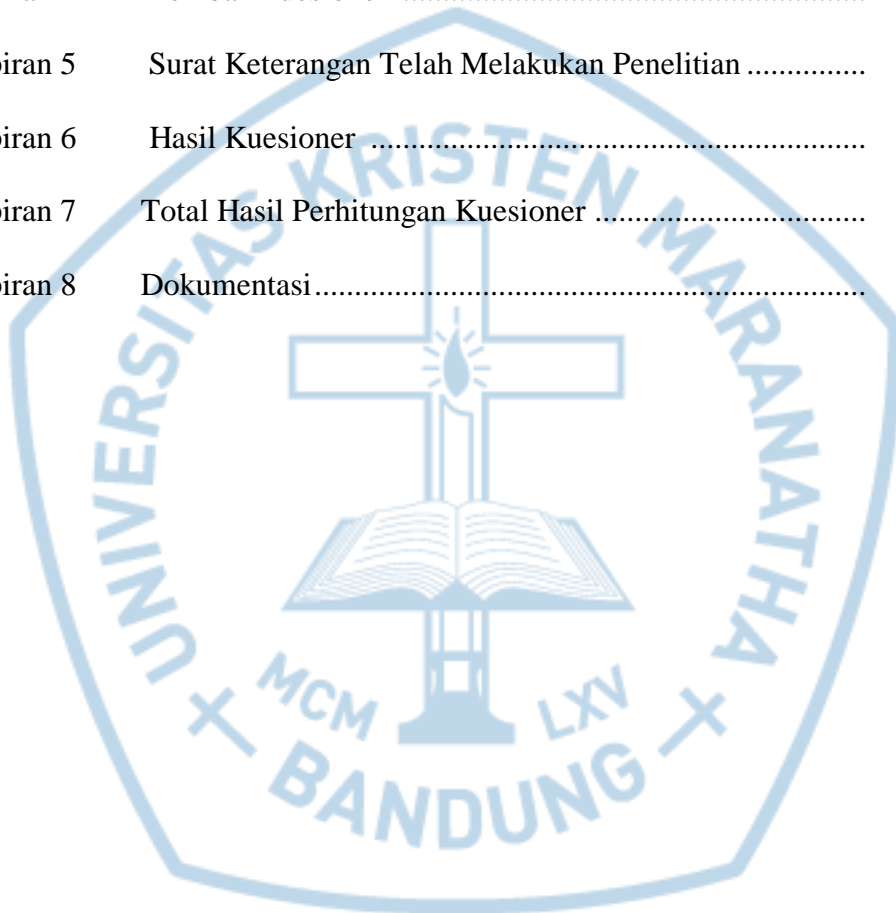 piran 5 Surat Keterangan Telah Melakukan Penelitian ...............
piran 6 Hasil Kuesioner ..............................................................
piran 7 Total Hasil Perhitungan Kuesioner ..................................
piran 8 Dokumentasi.....................................................................
UNIVERSITAS KRISTEN MARANATHA
MCM LXV
BANDUNG